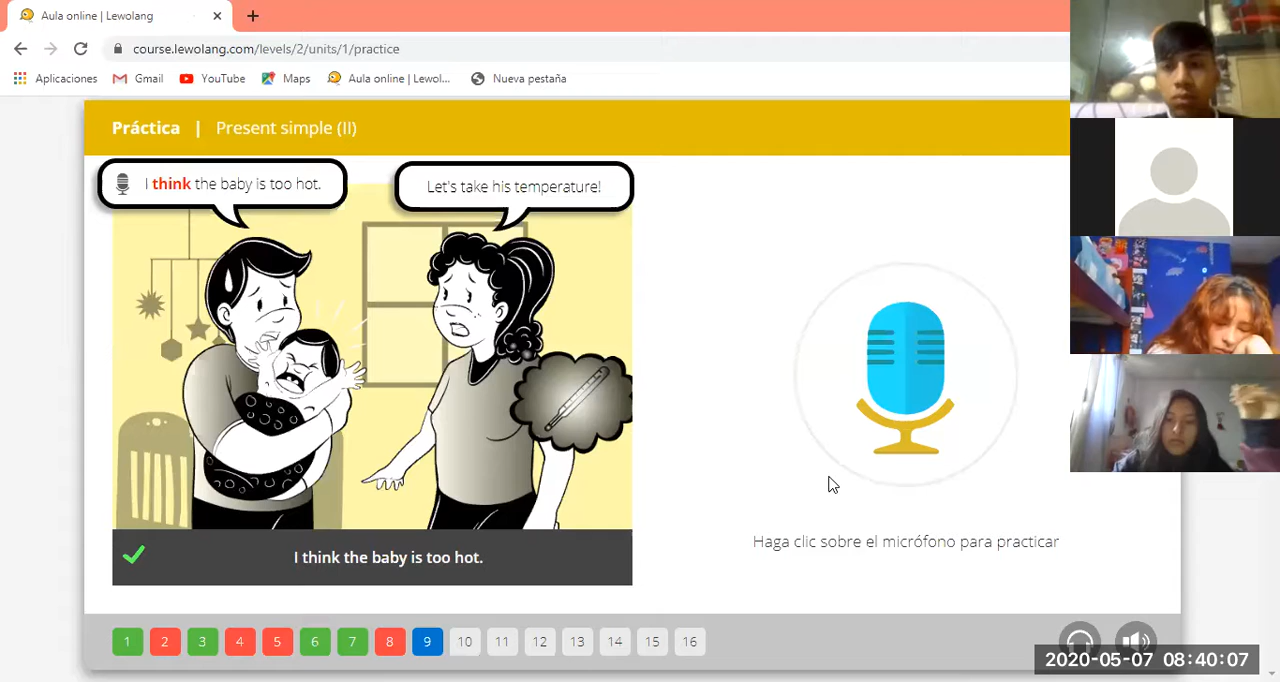 Aula online | Lewolang
course.lewolang.com/levels/2/units/1/practice
Aplicaciones Gmail YouTube Maps Aula online | Lewol... Nueva pestaña
Práctica | Present simple (II)
I think the baby is too hot.
Let's take his temperature!
I think the baby is too hot.
Haga clic sobre el micrófono para practicar
1 2 3 4 5 6 7 8 9 10 11 12 13 14 15 16
2020-05-07 08:40:07